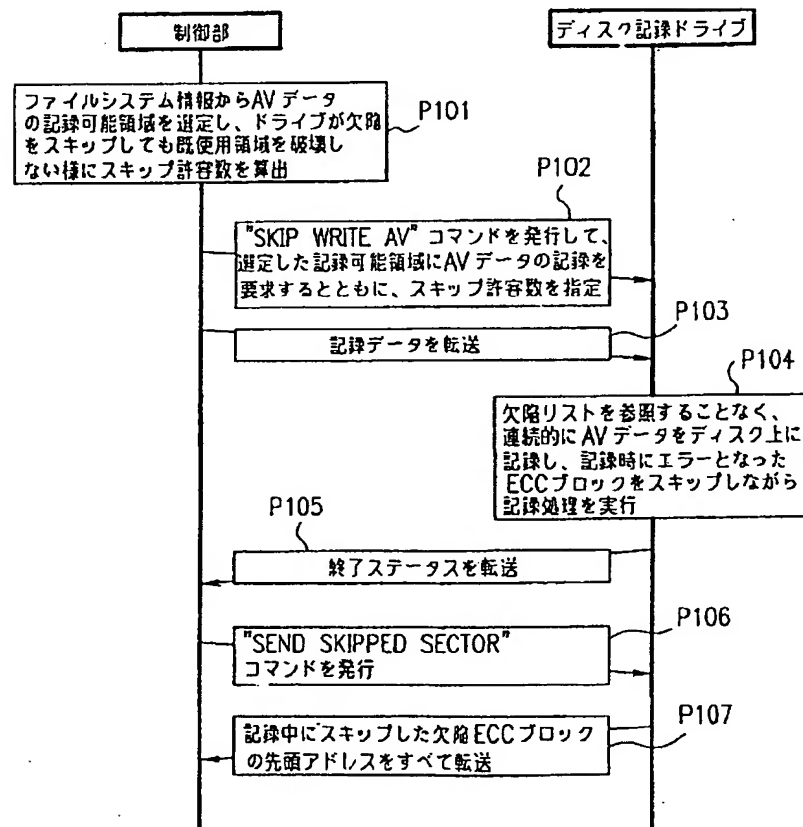 制御部
ディスク記録ドライブ
ファイルシステム情報からAVデータ
の記録可能領域を選定し、ドライブが欠陥
をスキップしても既使用領域を破壊し
ない様にスキップ許容数を算出
P101
P102
"SKIP WRITE AV" コマンドを発行して、
選定した記録可能領域にAVデータの記録を
要求するとともに、スキップ許容数を指定
P103
記録データを転送
P104
欠陥リストを参照することなく、
連続的にAVデータをディスク上に
記録し、記録時にエラーとなった
ECCブロックをスキップしながら
記録処理を実行
P105
終了ステータスを転送
P106
"SEND SKIPPED SECTOR"
コマンドを発行
P107
記録中にスキップした欠陥ECCブロック
の先頭アドレスをすべて転送